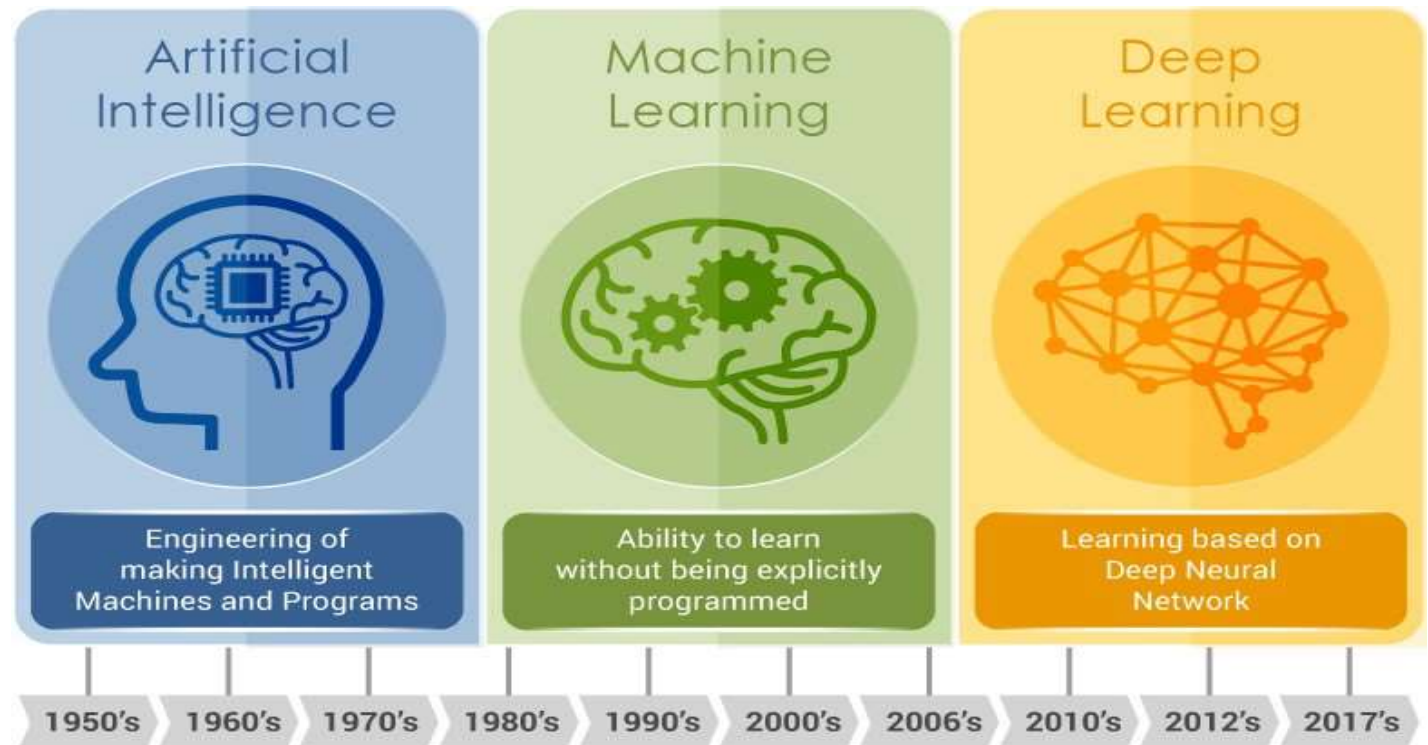 Artificial
Intelligence
Engineering of
making Intelligent
Machines and Programs
Machine
Learning
Ability to learn
without being explicitly
programmed
Deep
Learning
Learning based on
Deep Neural
Network
1950's 1960's 1970's 1980's 1990's 2000's 2006's 2010's 2012's 2017's